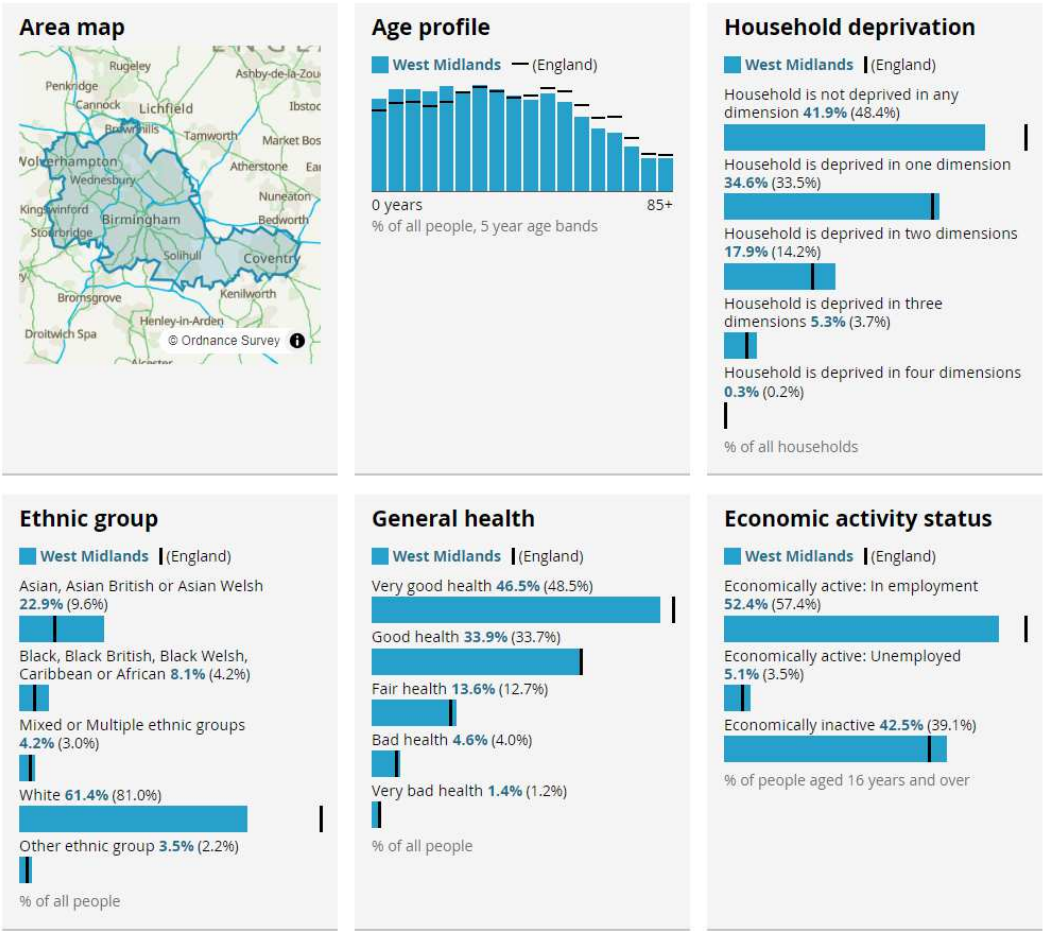 Area map
ENGL
Rugeley
Ashby-de-la-Zou
Penkridge
Cannock
Lichfield
Ibstoc
Brownhills
Tamworth
Market Bos
Wolverhampton
Atherstone
Ea
Wednesbury
Nuneaton
Kingswinford
Birmingham
Bedworth
Stourbridge
Solihull
Coventry
ey
Kenilworth
Bromsgrove
Henley-in-Arden
Droitwich Spa
© Ordnance Survey
Alcester
Age profile
West Midlands — (England)
0 years 85+
% of all people, 5 year age bands
Household deprivation
West Midlands (England)
Household is not deprived in any
dimension 41.9% (48.4%)
Household is deprived in one dimension
34.6% (33.5%)
Household is deprived in two dimensions
17.9% (14.2%)
Household is deprived in three
dimensions 5.3% (3.7%)
Household is deprived in four dimensions
0.3% (0.2%)
% of all households
Ethnic group
West Midlands (England)
Asian, Asian British or Asian Welsh
22.9% (9.6%)
Black, Black British, Black Welsh,
Caribbean or African 8.1% (4.2%)
Mixed or Multiple ethnic groups
4.2% (3.0%)
White 61.4% (81.0%)
Other ethnic group 3.5% (2.2%)
% of all people
General health
West Midlands (England)
Very good health 46.5% (48.5%)
Good health 33.9% (33.7%)
Fair health 13.6% (12.7%)
Bad health 4.6% (4.0%)
Very bad health 1.4% (1.2%)
% of all people
Economic activity status
West Midlands (England)
Economically active: In employment
52.4% (57.4%)
Economically active: Unemployed
5.1% (3.5%)
Economically inactive 42.5% (39.1%)
% of people aged 16 years and over